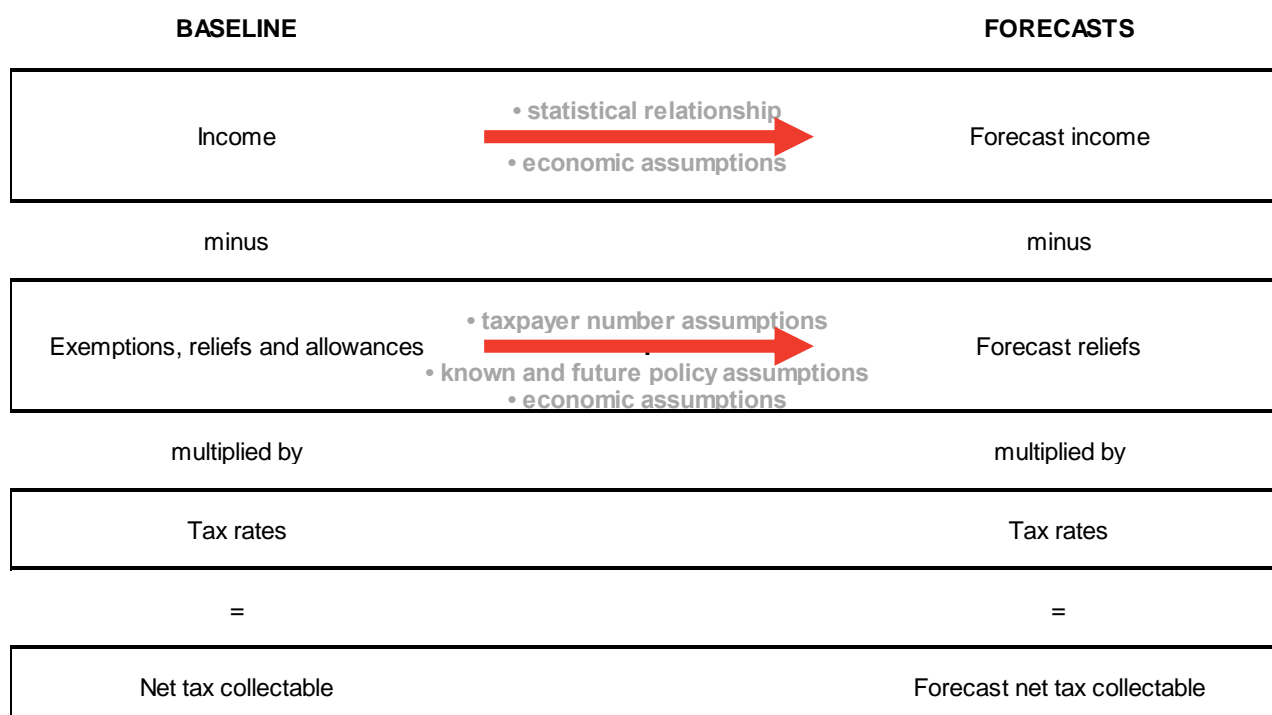 BASELINE FORECASTS
• statistical relationship
Income Forecast income
• economic assumptions
minus minus
• taxpayer number assumptions
Exemptions, reliefs and allowances Forecast reliefs
• known and future policy assumptions
• economic assumptions
multiplied by multiplied by
Tax rates Tax rates
= =
Net tax collectable Forecast net tax collectable